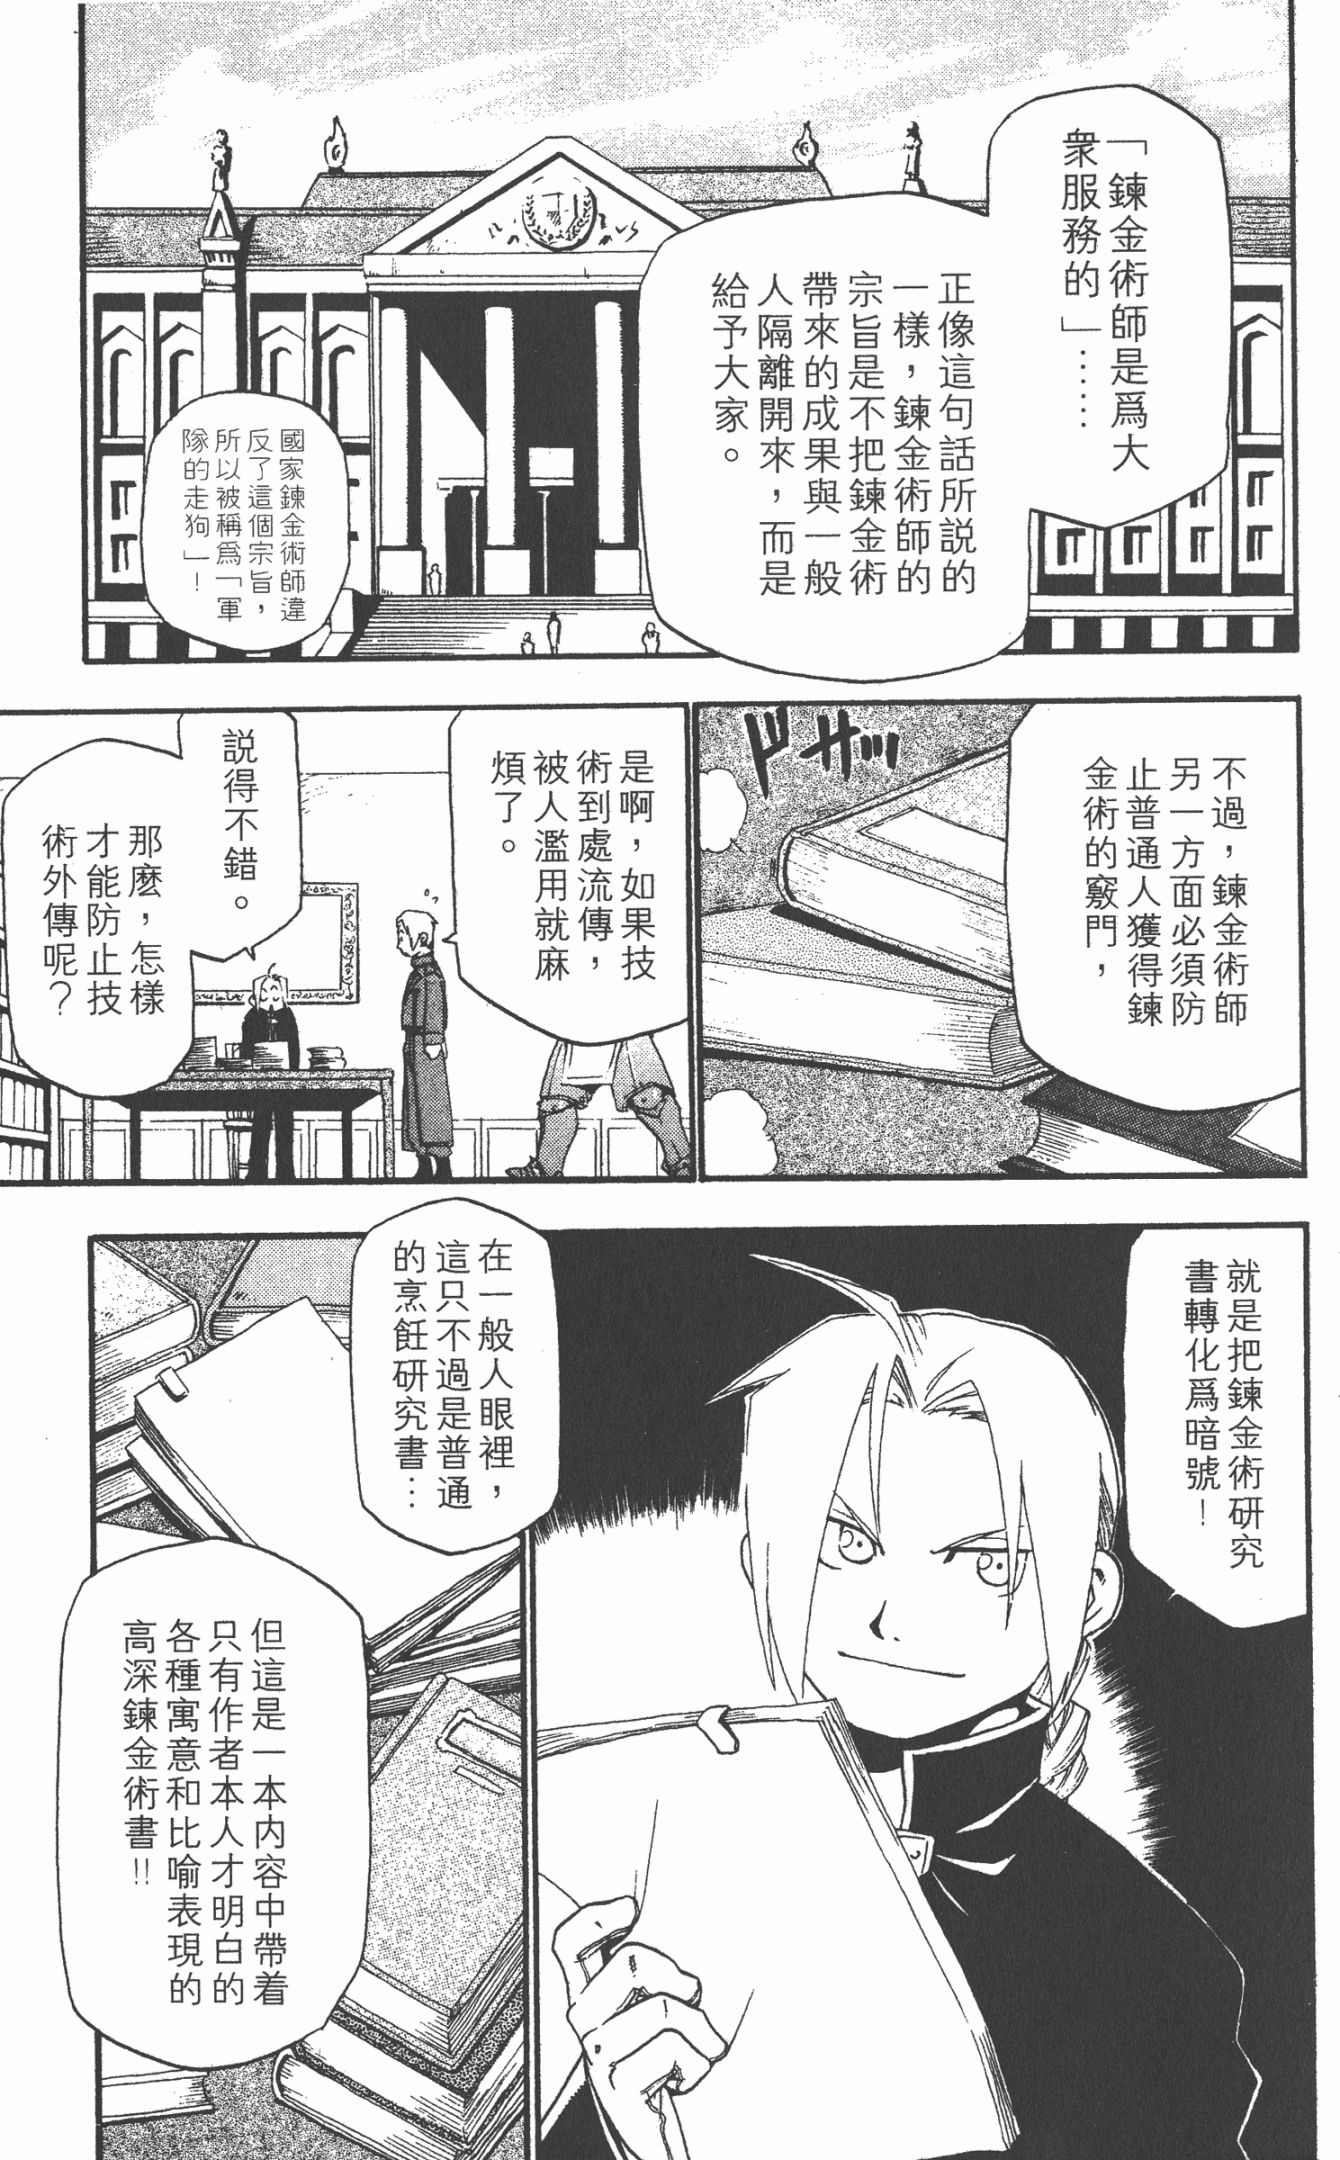 「鍊金術師是爲大
衆服務的」……
正像這句話所説的
一樣，鍊金術師的
宗旨是不把鍊金術
帶來的成果與一般
人隔離開來，而是
給予大家。
國家鍊金術師違
反了這個宗旨，
所以被稱爲「軍
隊的走狗」！
不過，鍊金術師
另一方面必須防
止普通人獲得鍊
金術的竅門，
ドサッ
是啊，如果技
術到處流傳，
被人濫用就麻
煩了。
説得不錯。
那麽，怎樣
才能防止技
術外傳呢？
就是把鍊金術研究
書轉化爲暗號！
在一般人眼裡，
這只不過是普通
的烹飪研究書…
但這是一本内容中帶着
只有作者本人才明白的
各種寓意和比喻表現的
高深鍊金術書!!